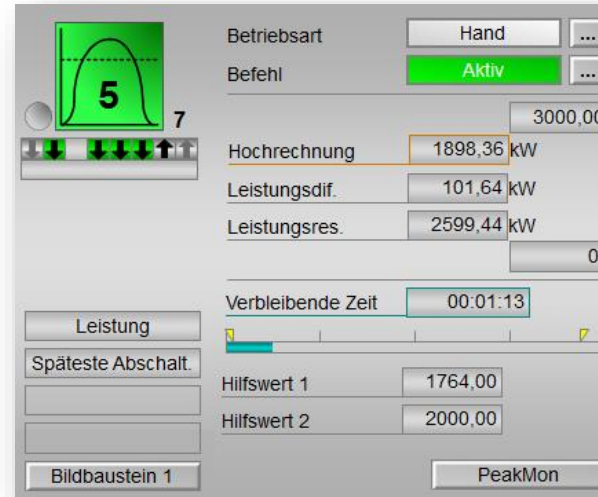 Betriebsart Hand ...
Befehl Aktiv ...
5
7
3000,00
Hochrechnung 1898,36 kW
Leistungsdif. 101,64 kW
Leistungsres. 2599,44 kW
0
Verbleibende Zeit 00:01:13
Leistung
Späteste Abschalt.
Hilfswert 1 1764,00
Hilfswert 2 2000,00
Bildbaustein 1 PeakMon